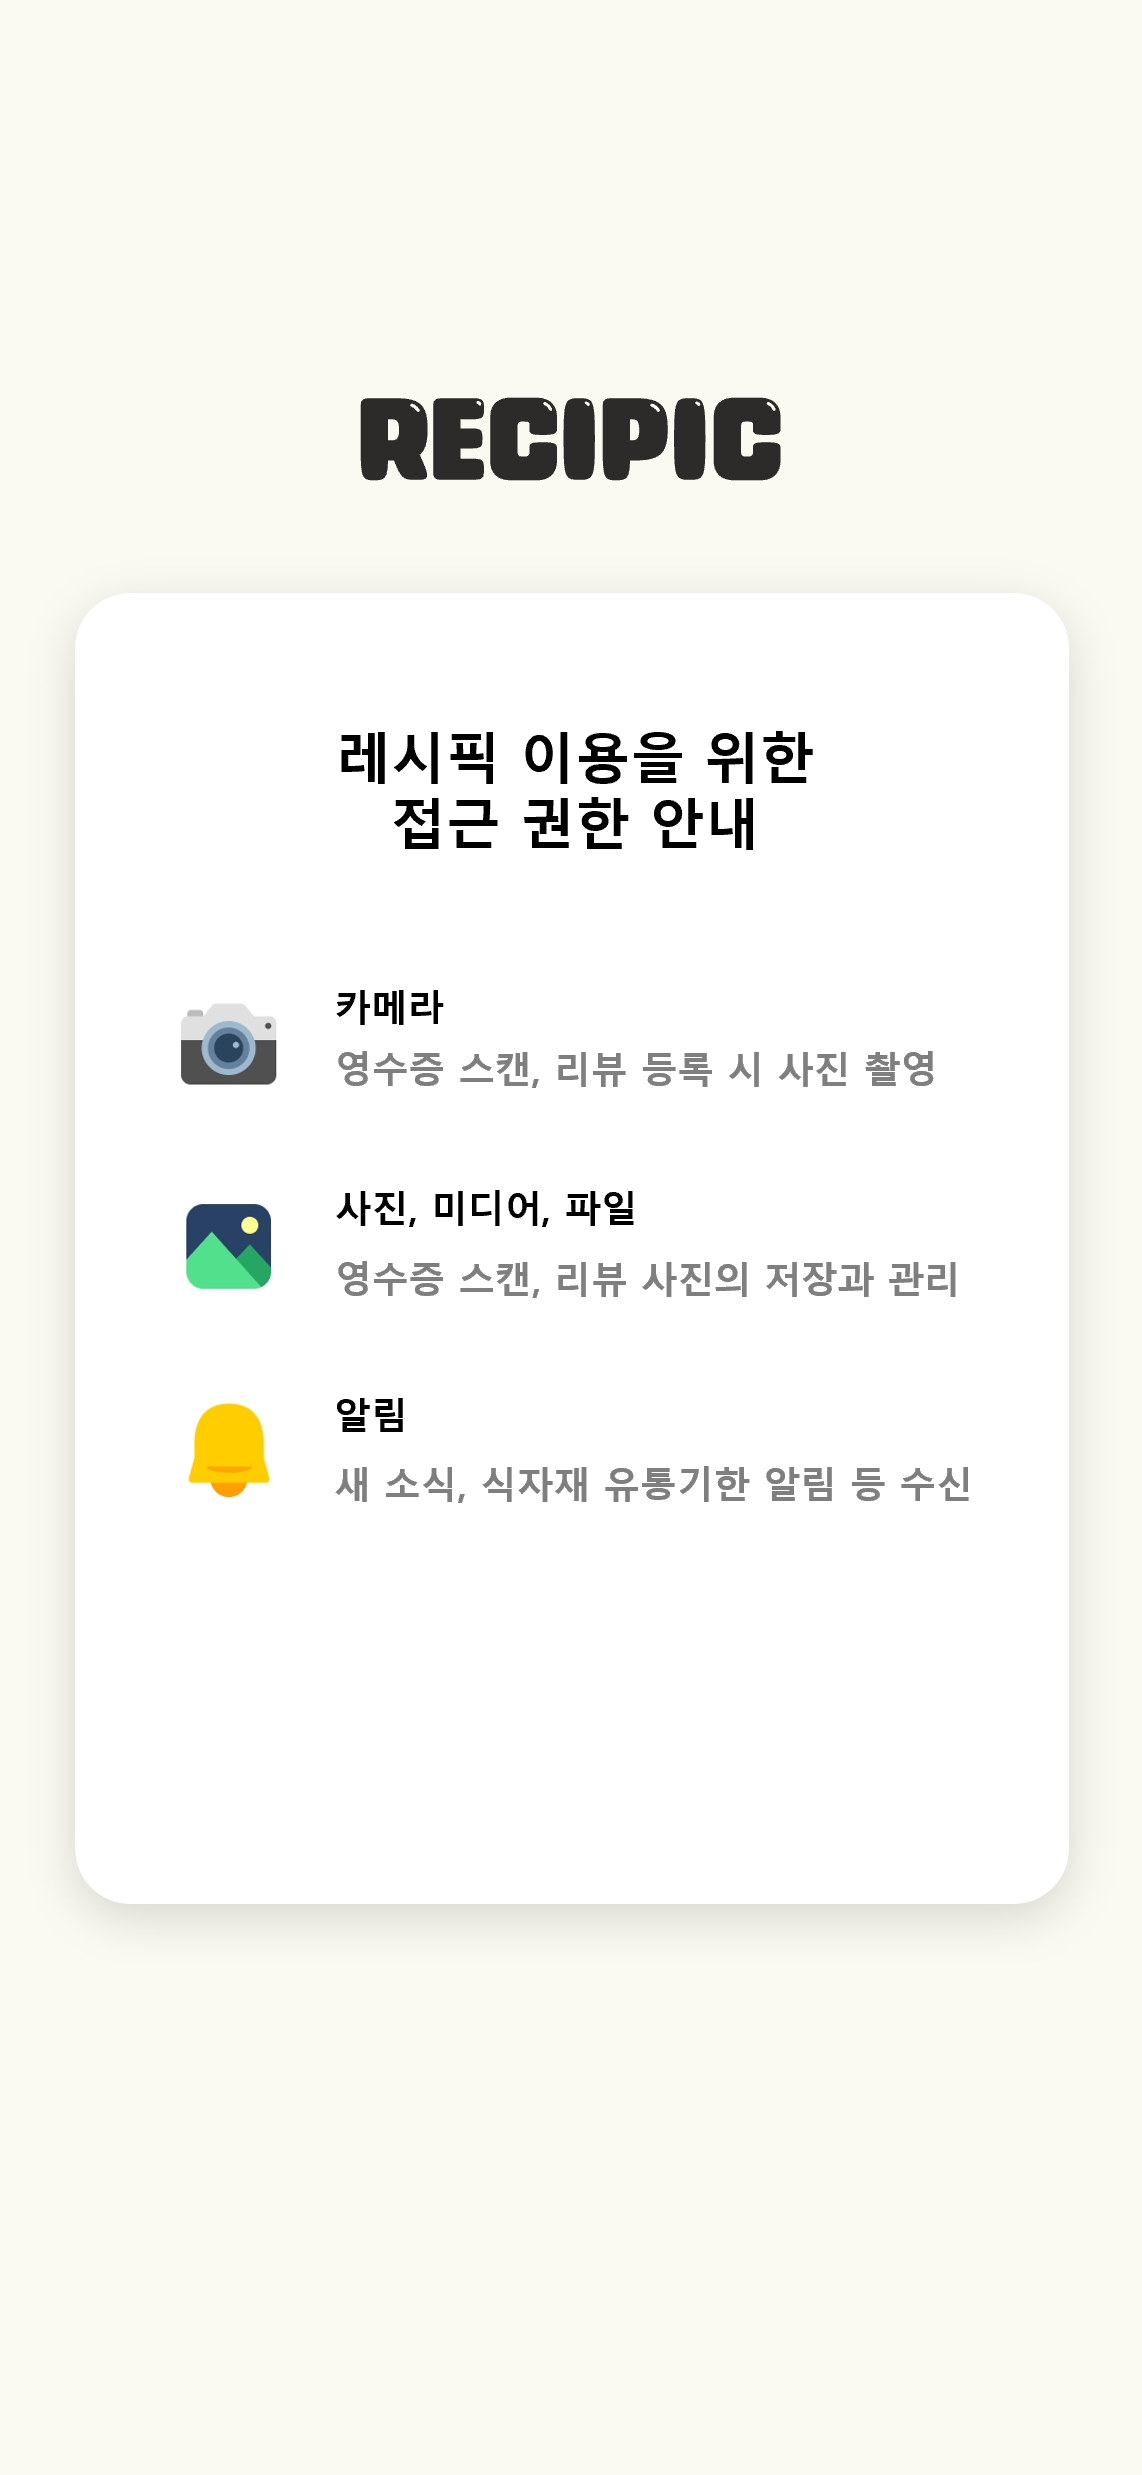 RECIPIC
레시픽 이용을 위한
접근 권한 안내
카메라
영수증 스캔, 리뷰 등록 시 사진 촬영
사진, 미디어, 파일
영수증 스캔, 리뷰 사진의 저장과 관리
알림
새 소식, 식자재 유통기한 알림 등 수신